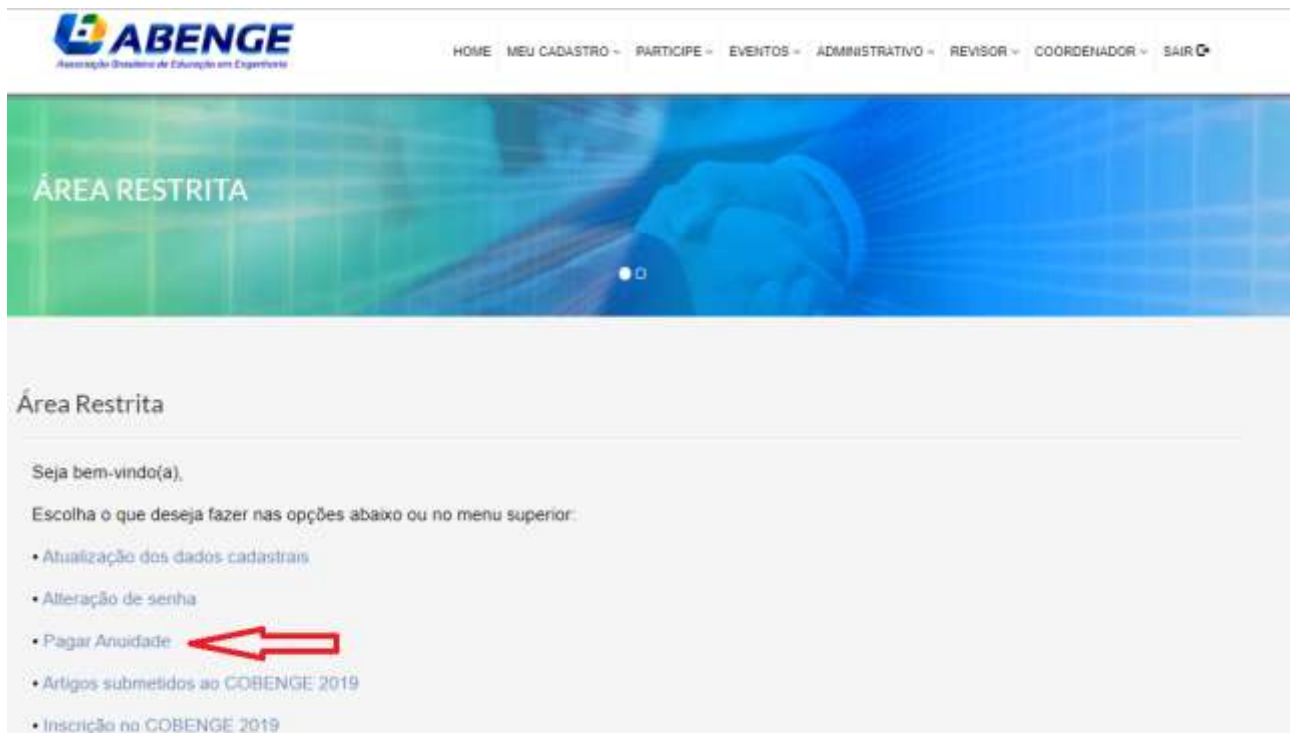 ABENGE
Associação Brasileira de Educação em Engenharia
HOME MEU CADASTRO PARTICIPE EVENTOS ADMINISTRATIVO REVISOR COORDENADOR SAIR
ÁREA RESTRITA
Área Restrita
Seja bem-vindo(a),
Escolha o que deseja fazer nas opções abaixo ou no menu superior:
• Atualização dos dados cadastrais
• Alteração de senha
• Pagar Anuidade
• Artigos submetidos ao COBENGE 2019
• Inscrição no COBENGE 2019